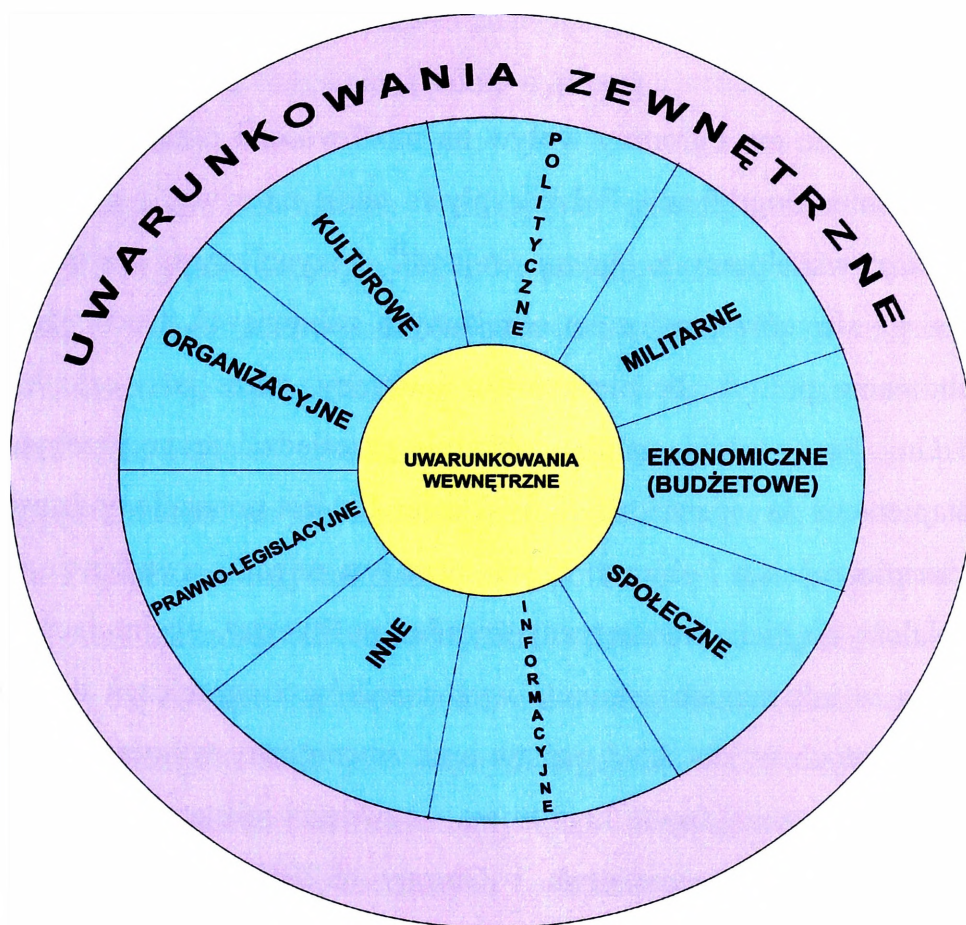 UWARUNKOWANIA ZEWNĘTRZNE
POLITYCZNE
MILITARNE
EKONOMICZNE
(BUDŻETOWE)
SPOŁECZNE
INFORMACYJNE
INNE
PRAWNO-LEGISLACYJNE
ORGANIZACYJNE
KULTUROWE
UWARUNKOWANIA
WEWNĘTRZNE